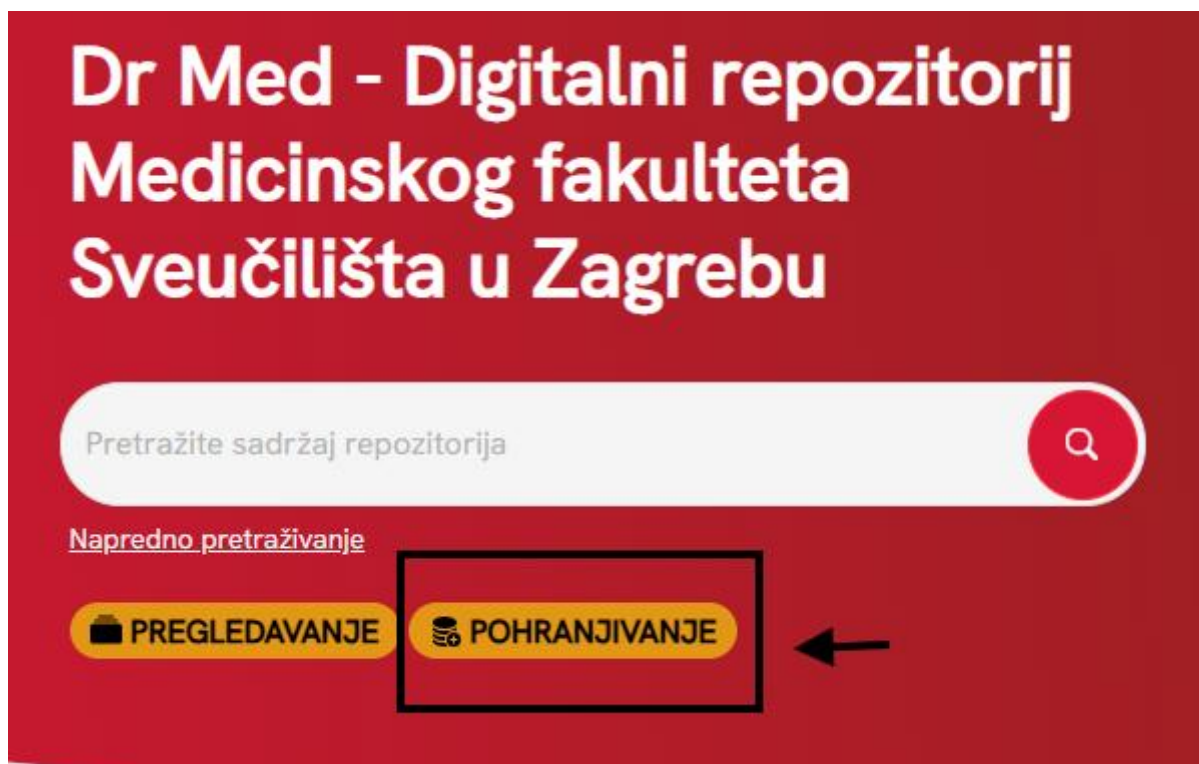 Dr Med - Digitalni repozitorij
Medicinskog fakulteta
Sveučilišta u Zagrebu
Pretražite sadržaj repozitorija
Napredno pretraživanje
PREGLEDAVANJE POHRANJIVANJE